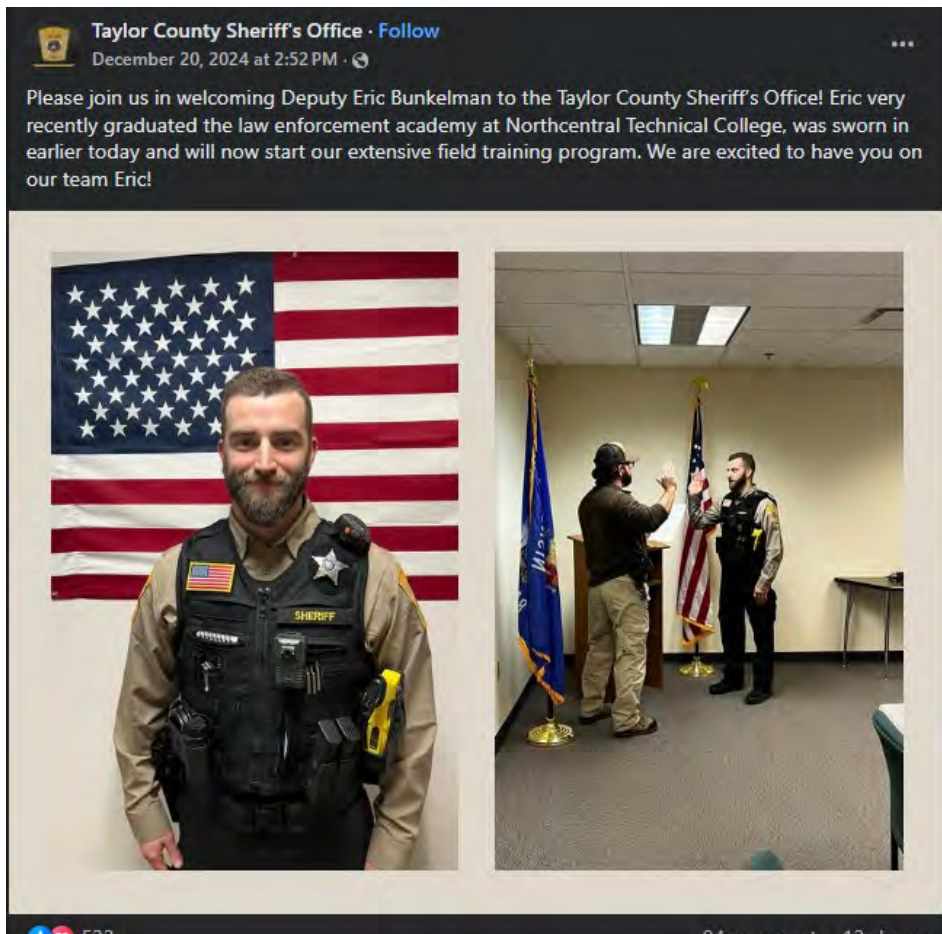 Taylor County Sheriff's Office · Follow
December 20, 2024 at 2:52 PM ·
Please join us in welcoming Deputy Eric Bunkelman to the Taylor County Sheriff's Office! Eric very
recently graduated the law enforcement academy at Northcentral Technical College, was sworn in
earlier today and will now start our extensive field training program. We are excited to have you on
our team Eric!
SHERIFF